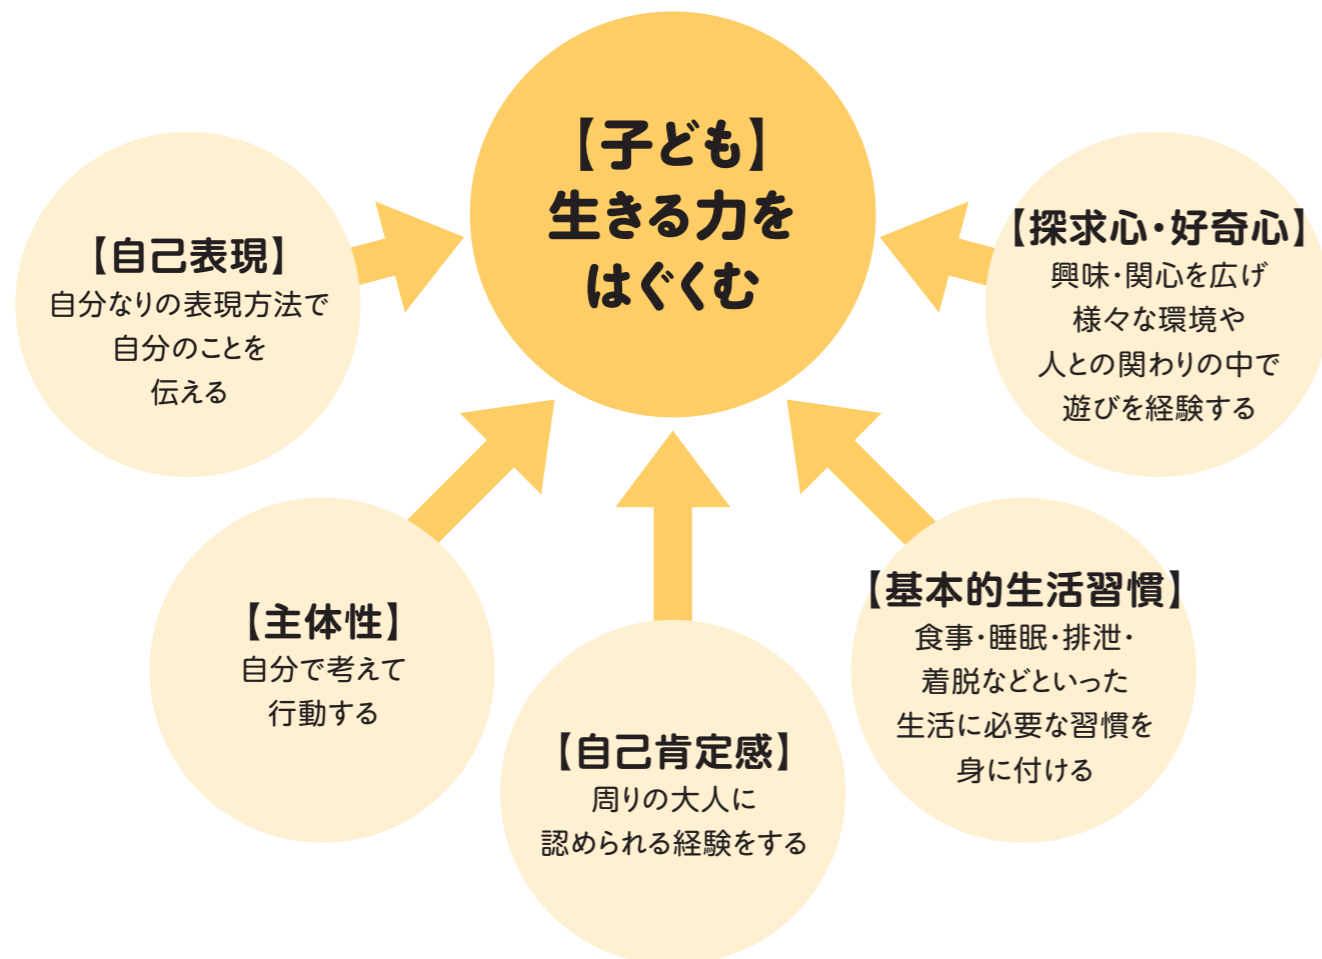 【子ども】
生きる力を
はぐくむ
【自己表現】
自分なりの表現方法で
自分のことを
伝える
【主体性】
自分で考えて
行動する
【自己肯定感】
周りの大人に
認められる経験をする
【基本的生活習慣】
食事・睡眠・排泄・
着脱などといった
生活に必要な習慣を
身に付ける
【探求心・好奇心】
興味・関心を広げ
様々な環境や
人との関わりの中で
遊びを経験する